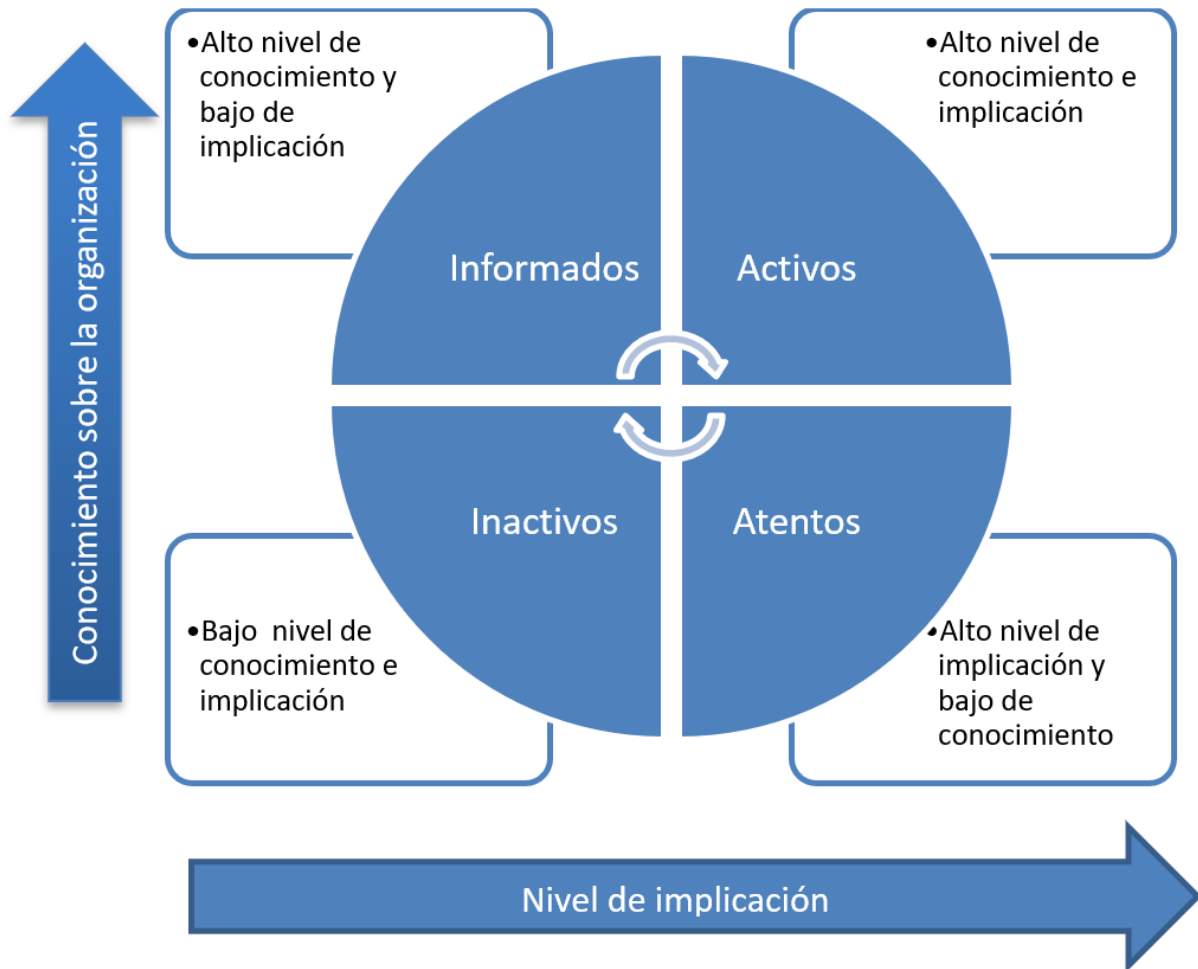 •Alto nivel de
conocimiento y
bajo de
implicación
•Alto nivel de
conocimiento e
implicación
Conocimiento sobre la organización
Informados
Activos
Inactivos
Atentos
•Bajo  nivel de
conocimiento e
implicación
•Alto nivel de
implicación y
bajo de
conocimiento
Nivel de implicación